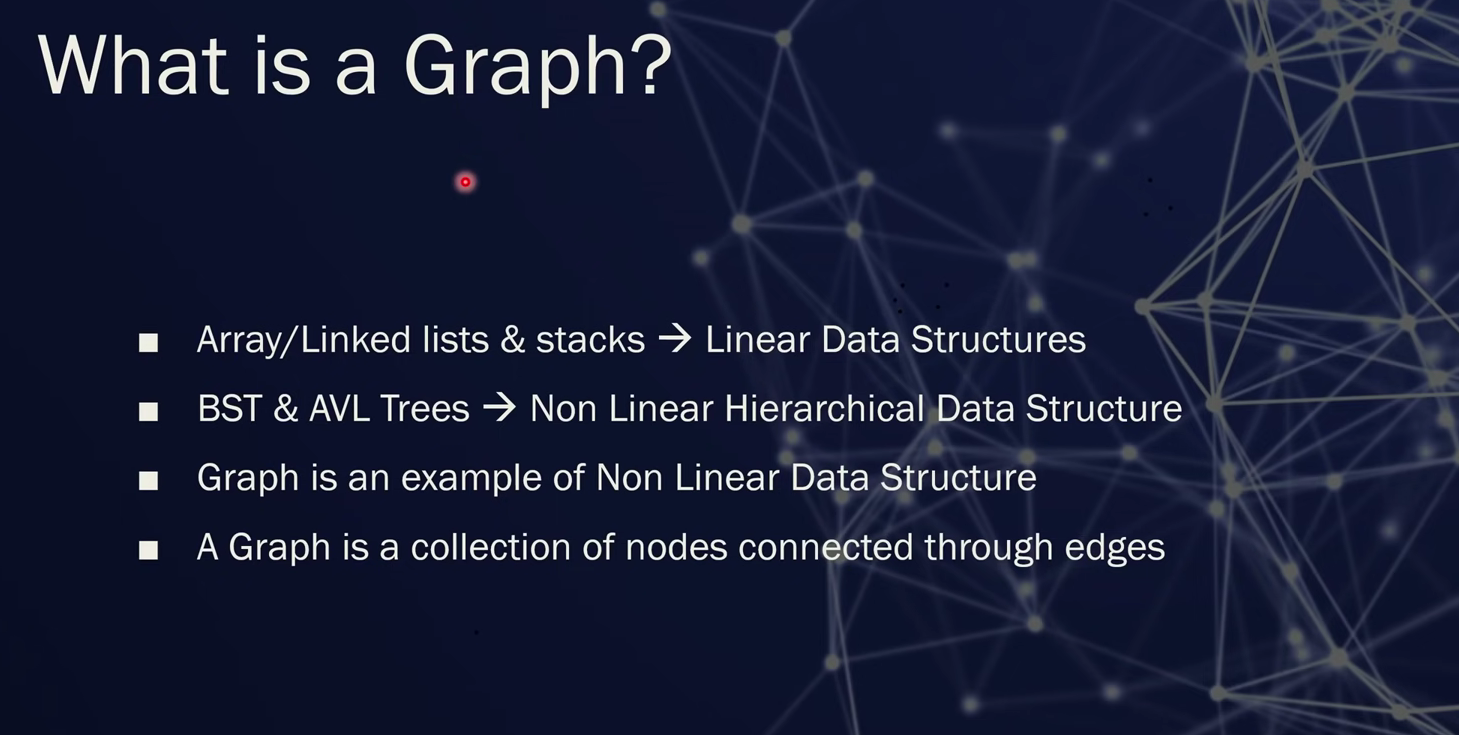 What is a Graph?
■ Array/Linked lists & stacks → Linear Data Structures
■ BST & AVL Trees → Non Linear Hierarchical Data Structure
■ Graph is an example of Non Linear Data Structure
■ A Graph is a collection of nodes connected through edges